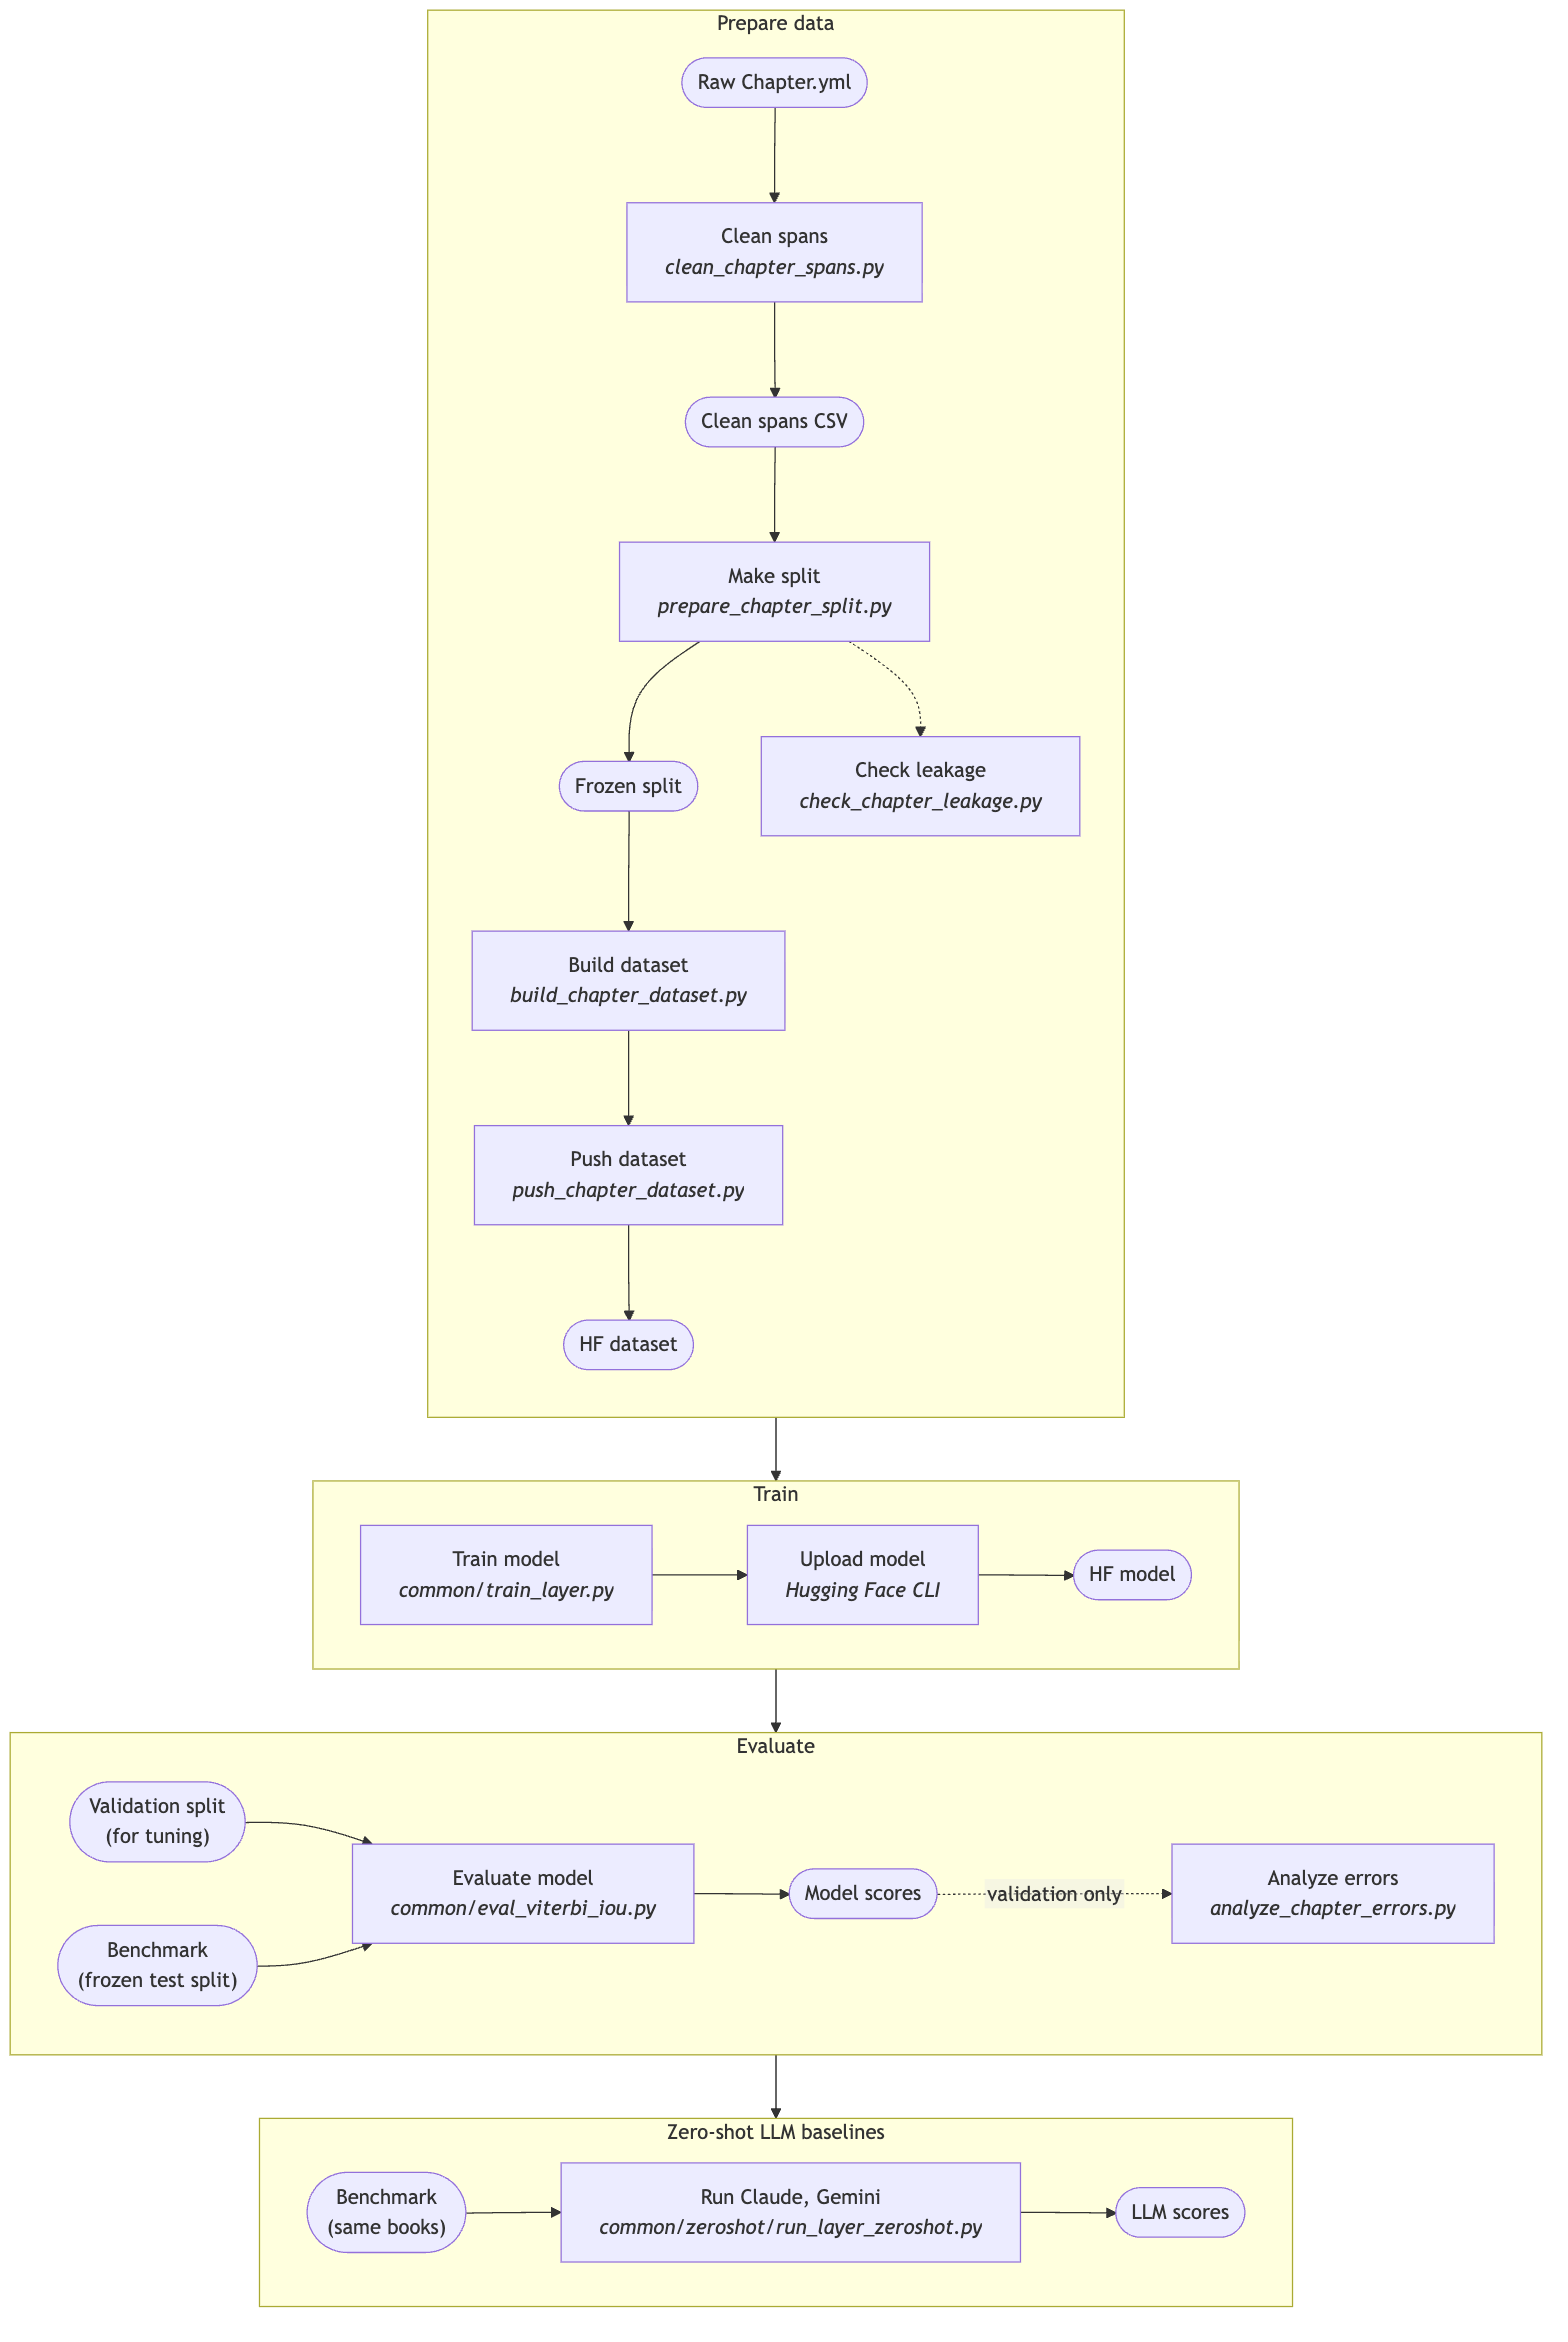 Prepare data
Raw Chapter.yml
Clean spans
clean_chapter_spans.py
Clean spans CSV
Make split
prepare_chapter_split.py
Frozen split
Check leakage
check_chapter_leakage.py
Build dataset
build_chapter_dataset.py
Push dataset
push_chapter_dataset.py
HF dataset
Train
Train model
common/train_layer.py
Upload model
Hugging Face CLI
HF model
Evaluate
Validation split
(for tuning)
Benchmark
(frozen test split)
Evaluate model
common/eval_viterbi_iou.py
Model scores
validation only
Analyze errors
analyze_chapter_errors.py
Zero-shot LLM baselines
Benchmark
(same books)
Run Claude, Gemini
common/zeroshot/run_layer_zeroshot.py
LLM scores